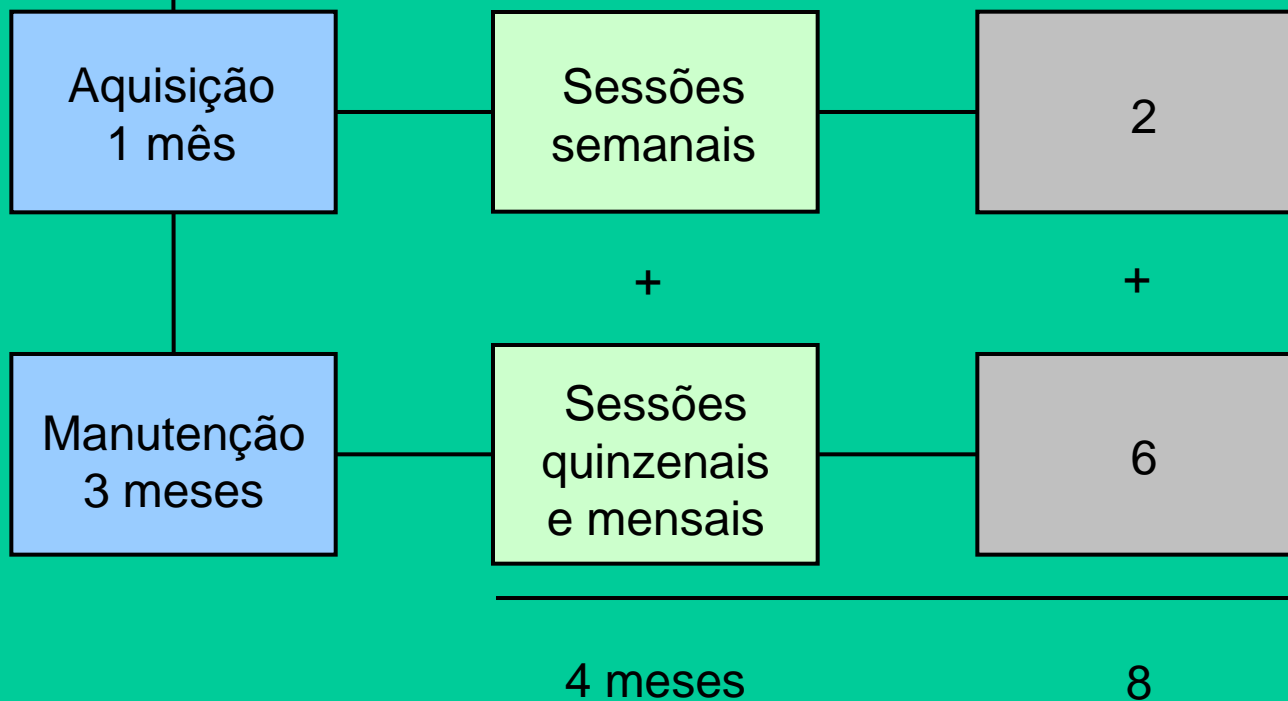 Aquisição
1 mês
Sessões
semanais
2
+
+
Manutenção
3 meses
Sessões
quinzenais
e mensais
6
4 meses
8